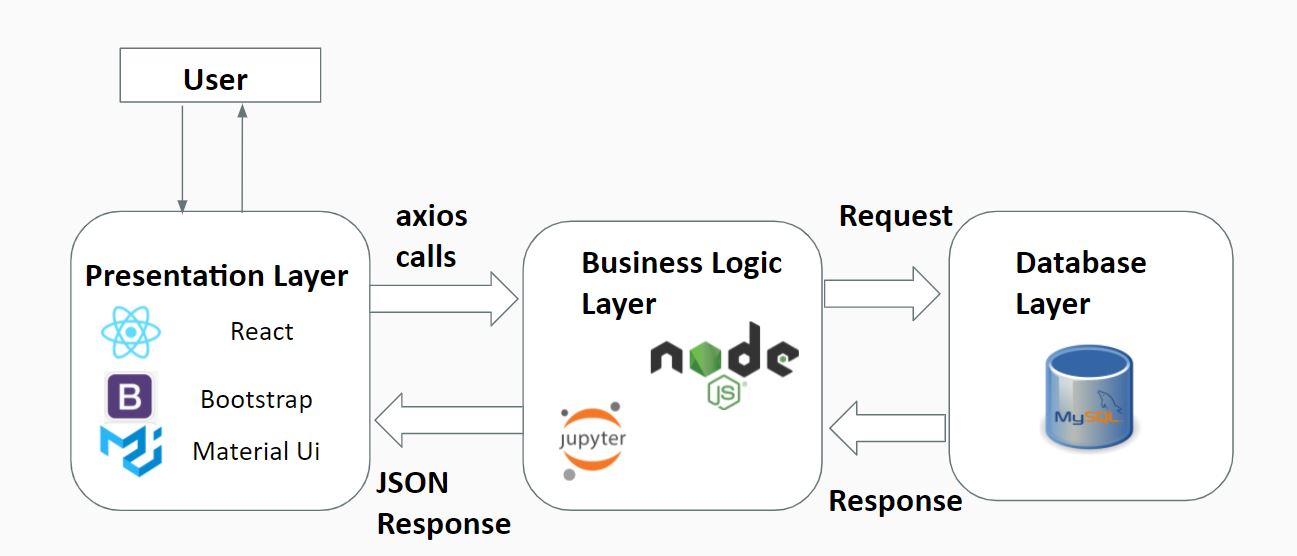 User
axios
calls
Request
Presentation Layer
React
B
Bootstrap
Material Ui
Business Logic
Layer
node
JS
jupyter
Database
Layer
MySQL
JSON
Response
Response